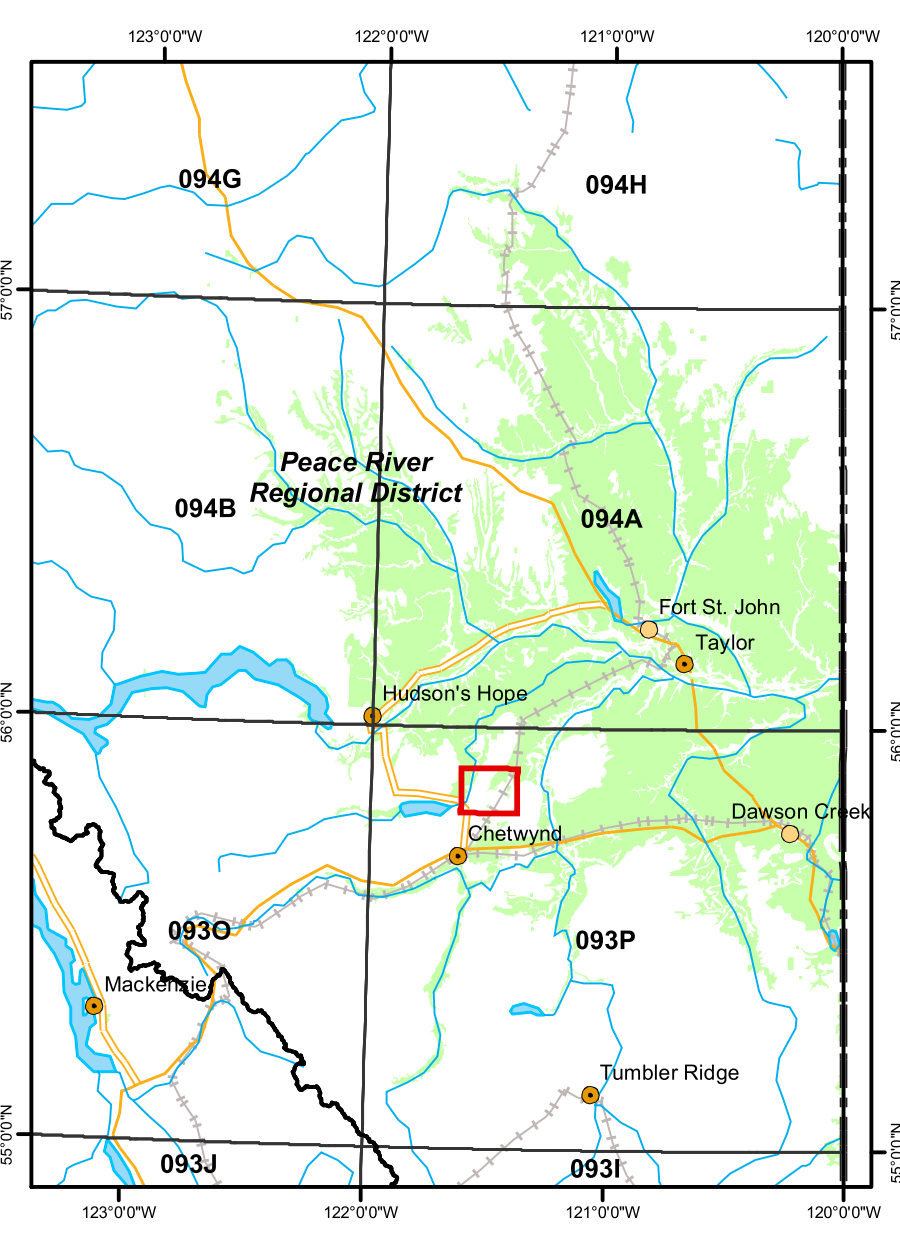 123°0'0"W
122°0'0"W
121°0'0"W
120°0'0"W
094G
094H
57°0'0"N
57°0'0"N
Peace River
Regional District
094B
094A
Fort St. John
Taylor
Hudson's Hope
56°0'0"N
56°0'0"N
Dawson Creek
Chetwynd
093O
093P
Mackenzie
Tumbler Ridge
55°0'0"N
55°0'0"N
093J
093I
123°0'0"W
122°0'0"W
121°0'0"W
120°0'0"W